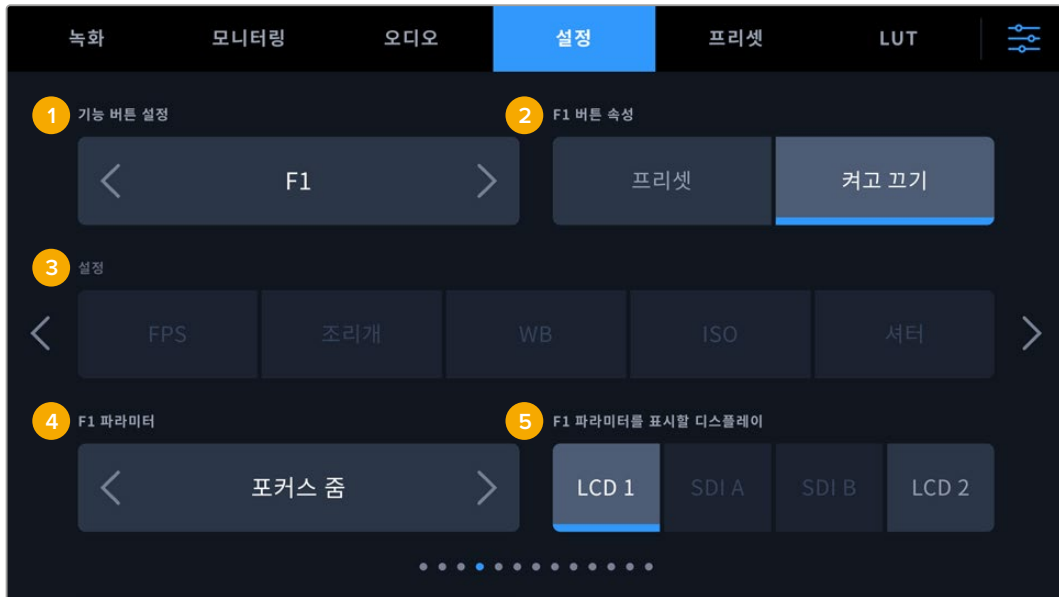 녹화 모니터링 오디오 설정 프리셋 LUT
1 기능 버튼 설정 2 F1 버튼 속성
F1 프리셋 켜고 끄기
3 설정
FPS 조리개 WB ISO 셔터
4 F1 파라미터 5 F1 파라미터를 표시할 디스플레이
포커스 줌 LCD 1 SDI A SDI B LCD 2